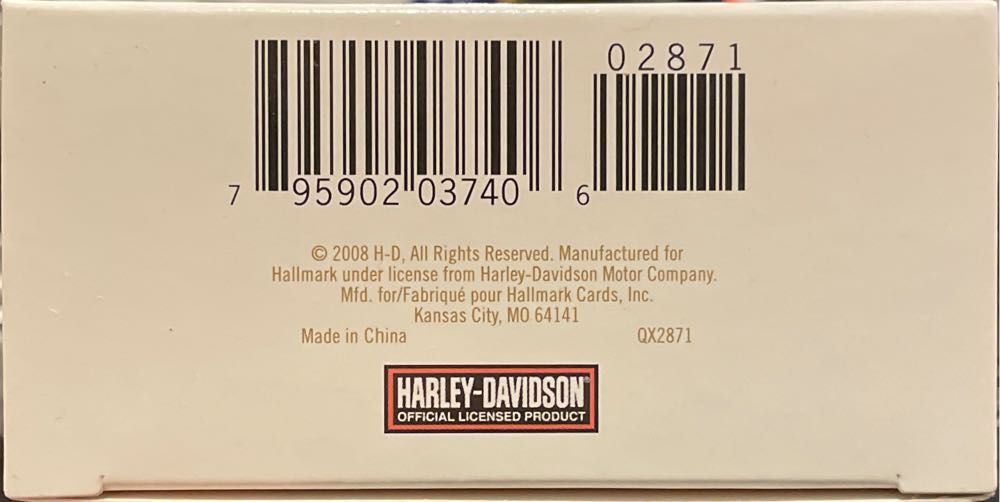 02871
7 95902 03740 6
© 2008 H-D, All Rights Reserved. Manufactured for
Hallmark under license from Harley-Davidson Motor Company.
Mfd. for/Fabriqué pour Hallmark Cards, Inc.
Kansas City, MO 64141
Made in China QX2871
HARLEY-DAVIDSON®
OFFICIAL LICENSED PRODUCT